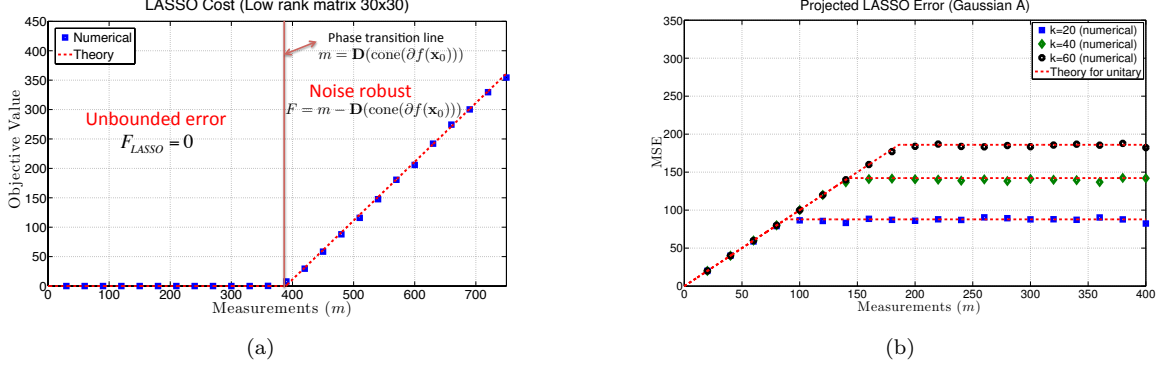 LASSO Cost (Low rank matrix 30x30)
450
400
350
300
250
200
150
100
50
0
Objective Value
Numerical
Theory
Phase transition line
m = D(cone(∂f(x₀)))
Noise robust
F = m − D(cone(∂f(x₀)))
Unbounded error
F_LASSO = 0
0 100 200 300 400 500 600 700
Measurements (m)
(a)
Projected LASSO Error (Gaussian A)
350
300
250
200
150
100
50
0
MSE
k=20 (numerical)
k=40 (numerical)
k=60 (numerical)
Theory for unitary
0 50 100 150 200 250 300 350 400
Measurements (m)
(b)